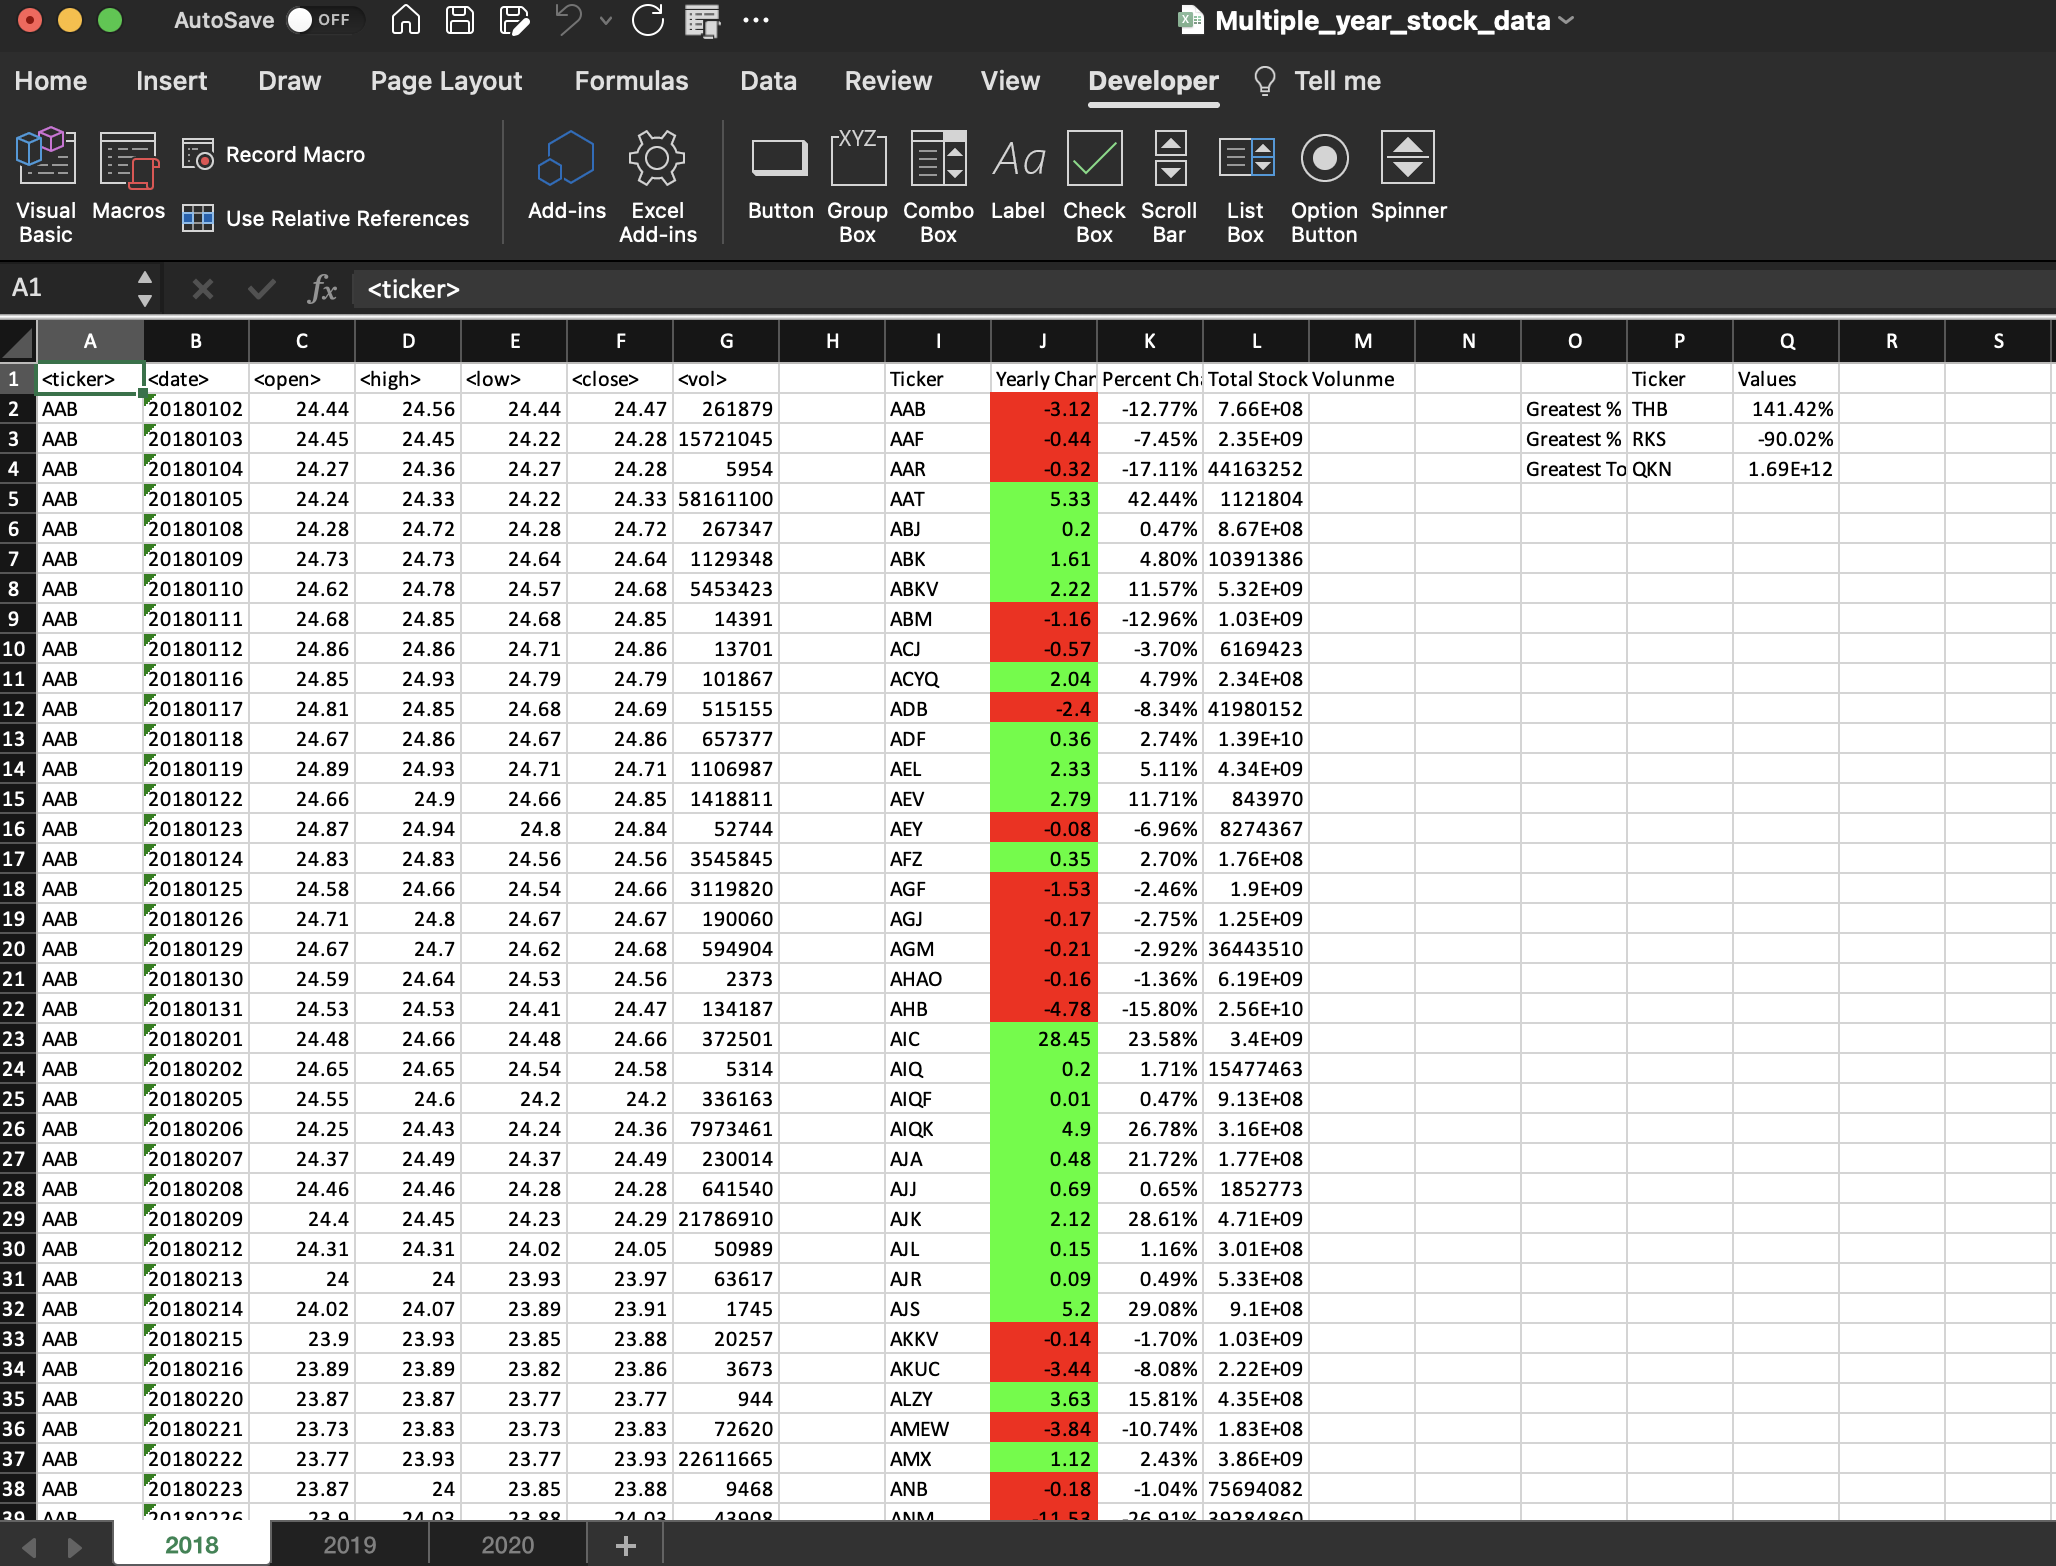 AutoSave OFF Multiple_year_stock_data
Home Insert Draw Page Layout Formulas Data Review View Developer Tell me
Visual Basic Macros Record Macro Use Relative References Add-ins Excel Add-ins XYZ Aa Button Group Box Combo Box Label Check Box Scroll Bar List Box Option Button Spinner
A1 fx <ticker>
A B C D E F G H I J K L M N O P Q R S
1 <ticker> <date> <open> <high> <low> <close> <vol> Ticker Yearly Chan Percent Cha Total Stock Volunme Ticker Values
2 AAB 20180102 24.44 24.56 24.44 24.47 261879 AAB -3.12 -12.77% 7.66E+08 Greatest % THB 141.42%
3 AAB 20180103 24.45 24.45 24.22 24.28 15721045 AAF -0.44 -7.45% 2.35E+09 Greatest % RKS -90.02%
4 AAB 20180104 24.27 24.36 24.27 24.28 5954 AAR -0.32 -17.11% 44163252 Greatest To QKN 1.69E+12
5 AAB 20180105 24.24 24.33 24.22 24.33 58161100 AAT 5.33 42.44% 1121804
6 AAB 20180108 24.28 24.72 24.28 24.72 267347 ABJ 0.2 0.47% 8.67E+08
7 AAB 20180109 24.73 24.73 24.64 24.64 1129348 ABK 1.61 4.80% 10391386
8 AAB 20180110 24.62 24.78 24.57 24.68 5453423 ABKV 2.22 11.57% 5.32E+09
9 AAB 20180111 24.68 24.85 24.68 24.85 14391 ABM -1.16 -12.96% 1.03E+09
10 AAB 20180112 24.86 24.86 24.71 24.86 13701 ACJ -0.57 -3.70% 6169423
11 AAB 20180116 24.85 24.93 24.79 24.79 101867 ACYQ 2.04 4.79% 2.34E+08
12 AAB 20180117 24.81 24.85 24.68 24.69 515155 ADB -2.4 -8.34% 41980152
13 AAB 20180118 24.67 24.86 24.67 24.86 657377 ADF 0.36 2.74% 1.39E+10
14 AAB 20180119 24.89 24.93 24.71 24.71 1106987 AEL 2.33 5.11% 4.34E+09
15 AAB 20180122 24.66 24.9 24.66 24.85 1418811 AEV 2.79 11.71% 843970
16 AAB 20180123 24.87 24.94 24.8 24.84 52744 AEY -0.08 -6.96% 8274367
17 AAB 20180124 24.83 24.83 24.56 24.56 3545845 AFZ 0.35 2.70% 1.76E+08
18 AAB 20180125 24.58 24.66 24.54 24.66 3119820 AGF -1.53 -2.46% 1.9E+09
19 AAB 20180126 24.71 24.8 24.67 24.67 190060 AGJ -0.17 -2.75% 1.25E+09
20 AAB 20180129 24.67 24.7 24.62 24.68 594904 AGM -0.21 -2.92% 36443510
21 AAB 20180130 24.59 24.64 24.53 24.56 2373 AHAO -0.16 -1.36% 6.19E+09
22 AAB 20180131 24.53 24.53 24.41 24.47 134187 AHB -4.78 -15.80% 2.56E+10
23 AAB 20180201 24.48 24.66 24.48 24.66 372501 AIC 28.45 23.58% 3.4E+09
24 AAB 20180202 24.65 24.65 24.54 24.58 5314 AIQ 0.2 1.71% 15477463
25 AAB 20180205 24.55 24.6 24.2 24.2 336163 AIQF 0.01 0.47% 9.13E+08
26 AAB 20180206 24.25 24.43 24.24 24.36 7973461 AIQK 4.9 26.78% 3.16E+08
27 AAB 20180207 24.37 24.49 24.37 24.49 230014 AJA 0.48 21.72% 1.77E+08
28 AAB 20180208 24.46 24.46 24.28 24.28 641540 AJJ 0.69 0.65% 1852773
29 AAB 20180209 24.4 24.45 24.23 24.29 21786910 AJK 2.12 28.61% 4.71E+09
30 AAB 20180212 24.31 24.31 24.02 24.05 50989 AJL 0.15 1.16% 3.01E+08
31 AAB 20180213 24 24 23.93 23.97 63617 AJR 0.09 0.49% 5.33E+08
32 AAB 20180214 24.02 24.07 23.89 23.91 1745 AJS 5.2 29.08% 9.1E+08
33 AAB 20180215 23.9 23.93 23.85 23.88 20257 AKKV -0.14 -1.70% 1.03E+09
34 AAB 20180216 23.89 23.89 23.82 23.86 3673 AKUC -3.44 -8.08% 2.22E+09
35 AAB 20180220 23.87 23.87 23.77 23.77 944 ALZY 3.63 15.81% 4.35E+08
36 AAB 20180221 23.73 23.83 23.73 23.83 72620 AMEW -3.84 -10.74% 1.83E+08
37 AAB 20180222 23.77 23.93 23.77 23.93 22611665 AMX 1.12 2.43% 3.86E+09
38 AAB 20180223 23.87 24 23.85 23.88 9468 ANB -0.18 -1.04% 75694082
39 AAB 20180226 23.9 24.03 23.88 24.03 43908 ANM -11.53 -26.91% 39284860
2018 2019 2020